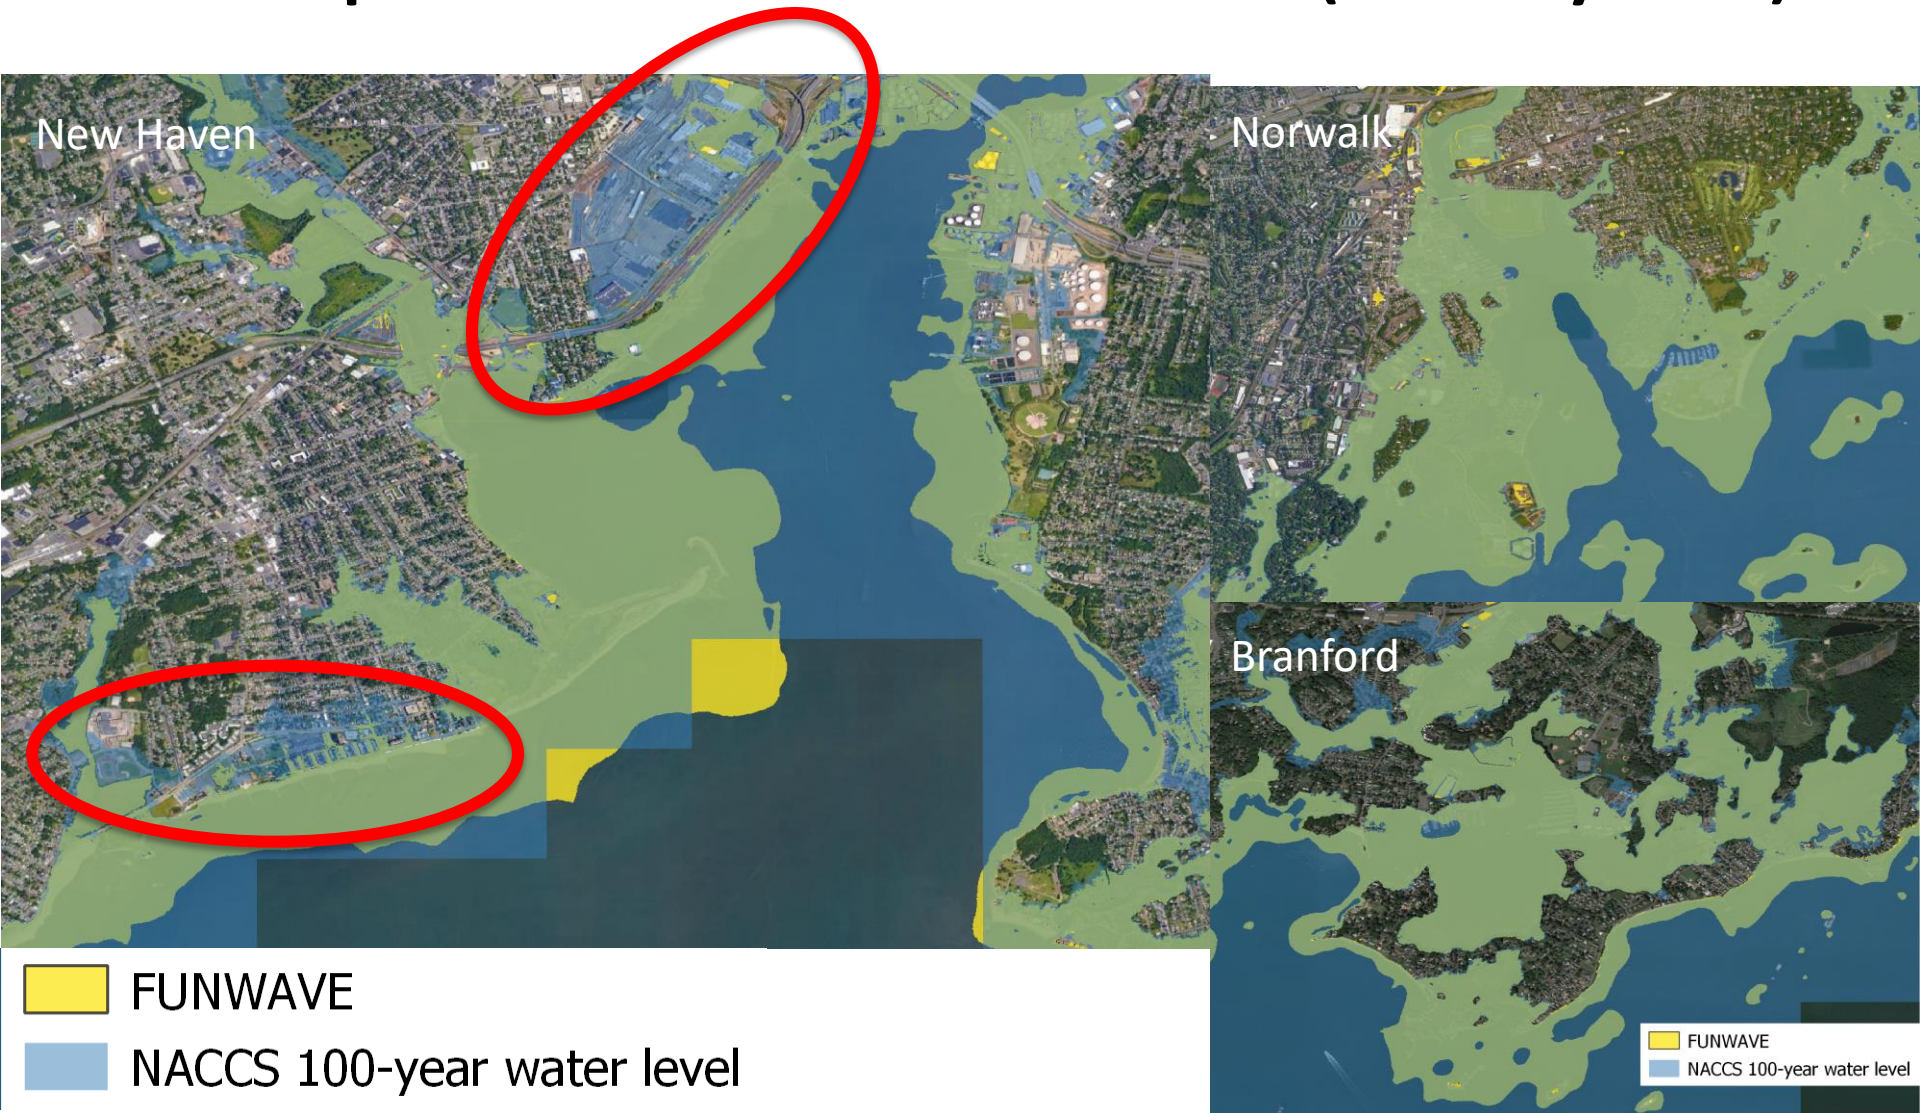 New Haven
Norwalk
Branford
FUNWAVE
NACCS 100-year water level
FUNWAVE
NACCS 100-year water level